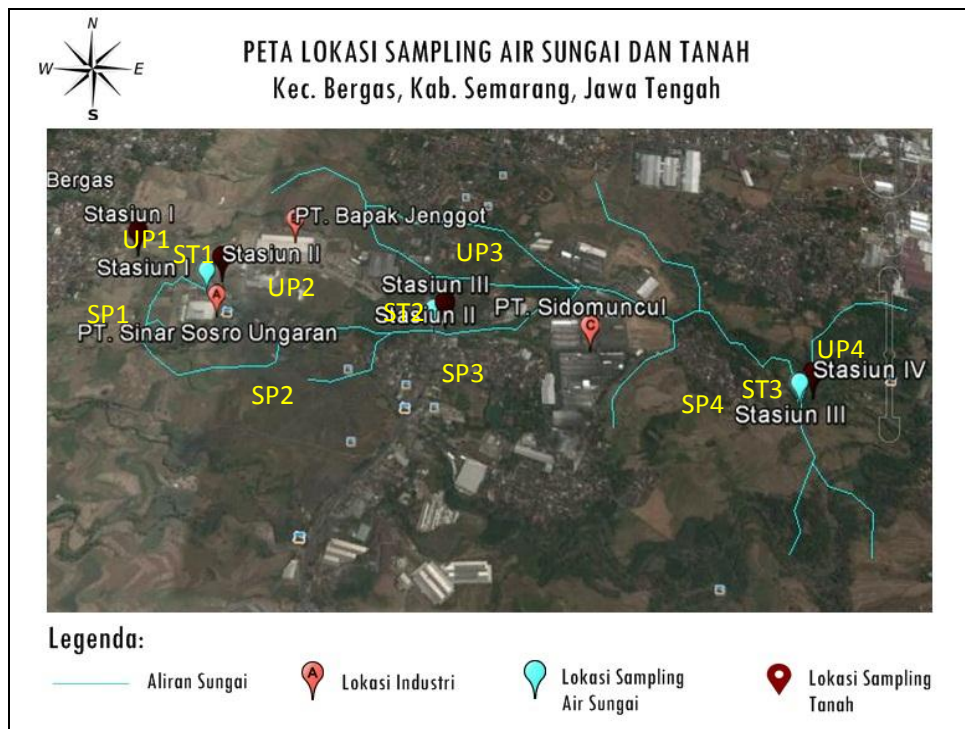 N
W
E
S
PETA LOKASI SAMPLING AIR SUNGAI DAN TANAH
Kec. Bergas, Kab. Semarang, Jawa Tengah
Bergas
Stasiun I
UP1
ST1
Stasiun II
Stasiun I
PT. Bapak Jenggot
UP2
UP3
SP1
A
PT. Sinar Sosro Ungaran
Stasiun III
ST2
Stasiun II
PT. Sidomuncul
C
SP2
SP3
SP4
UP4
Stasiun IV
ST3
Stasiun III
Legenda:
Aliran Sungai
A
Lokasi Industri
Lokasi Sampling
Air Sungai
Lokasi Sampling
Tanah